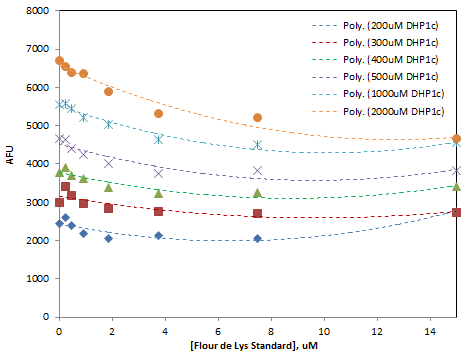 8000
7000
6000
5000
4000
3000
2000
1000
0
AFU
0
2
4
6
8
10
12
14
[Flour de Lys Standard], uM
Poly. (200uM DHP1c)
Poly. (300uM DHP1c)
Poly. (400uM DHP1c)
Poly. (500uM DHP1c)
Poly. (1000uM DHP1c)
Poly. (2000uM DHP1c)